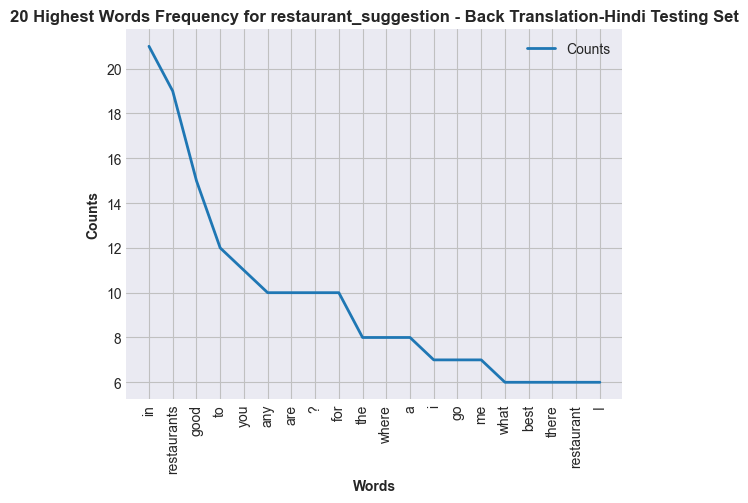 20 Highest Words Frequency for restaurant_suggestion - Back Translation-Hindi Testing Set
Counts
Counts
20
18
16
14
12
10
8
6
in
restaurants
good
to
you
any
are
?
for
the
where
a
i
go
me
what
best
there
restaurant
I
Words